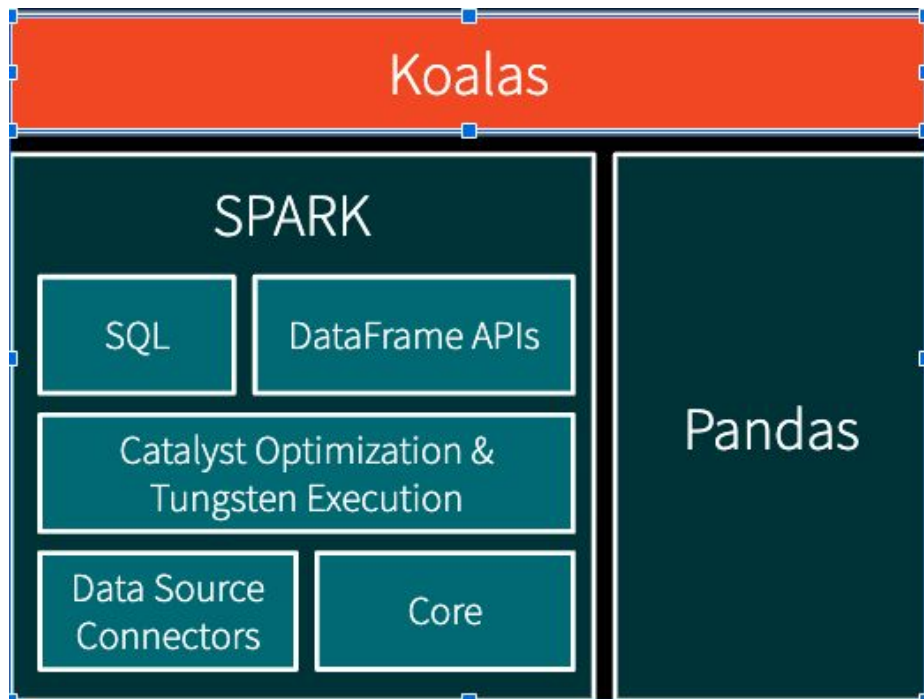 Koalas
SPARK
SQL
DataFrame APIs
Catalyst Optimization &
Tungsten Execution
Data Source
Connectors
Core
Pandas